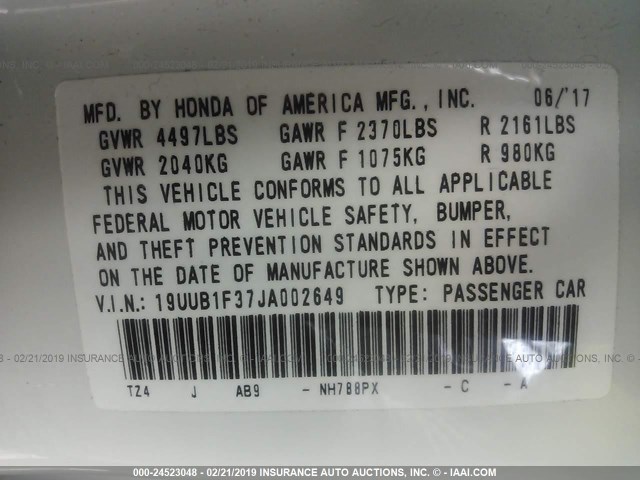 MFD. BY HONDA OF AMERICA MFG., INC. 06/'17
GVWR 4497LBS GAWR F 2370LBS R 2161LBS
GVWR 2040KG GAWR F 1075KG R 980KG
THIS VEHICLE CONFORMS TO ALL APPLICABLE
FEDERAL MOTOR VEHICLE SAFETY, BUMPER,
AND THEFT PREVENTION STANDARDS IN EFFECT
ON THE DATE OF MANUFACTURE SHOWN ABOVE.
V.I.N.: 19UUB1F37JA002649 TYPE: PASSENGER CAR
T24 J AB9 - NH788PX - C - A
000-24523048 - 02/21/2019 INSURANCE AUTO AUCTIONS, INC. © - IAAI.COM